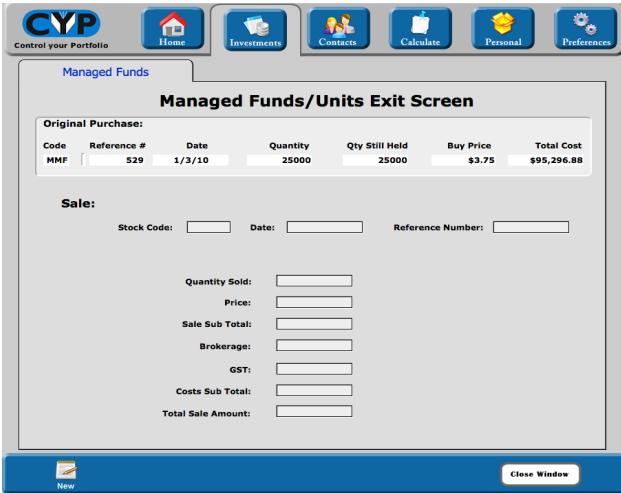 CYP
Control your Portfolio
Home
Investments
Contacts
Calculate
Personal
Preferences
Managed Funds
Managed Funds/Units Exit Screen
Original Purchase:
Code Reference # Date Quantity Qty Still Held Buy Price Total Cost
MMF 529 1/3/10 25000 25000 $3.75 $95,296.88
Sale:
Stock Code: Date: Reference Number:
Quantity Sold:
Price:
Sale Sub Total:
Brokerage:
GST:
Costs Sub Total:
Total Sale Amount:
New
Close Window